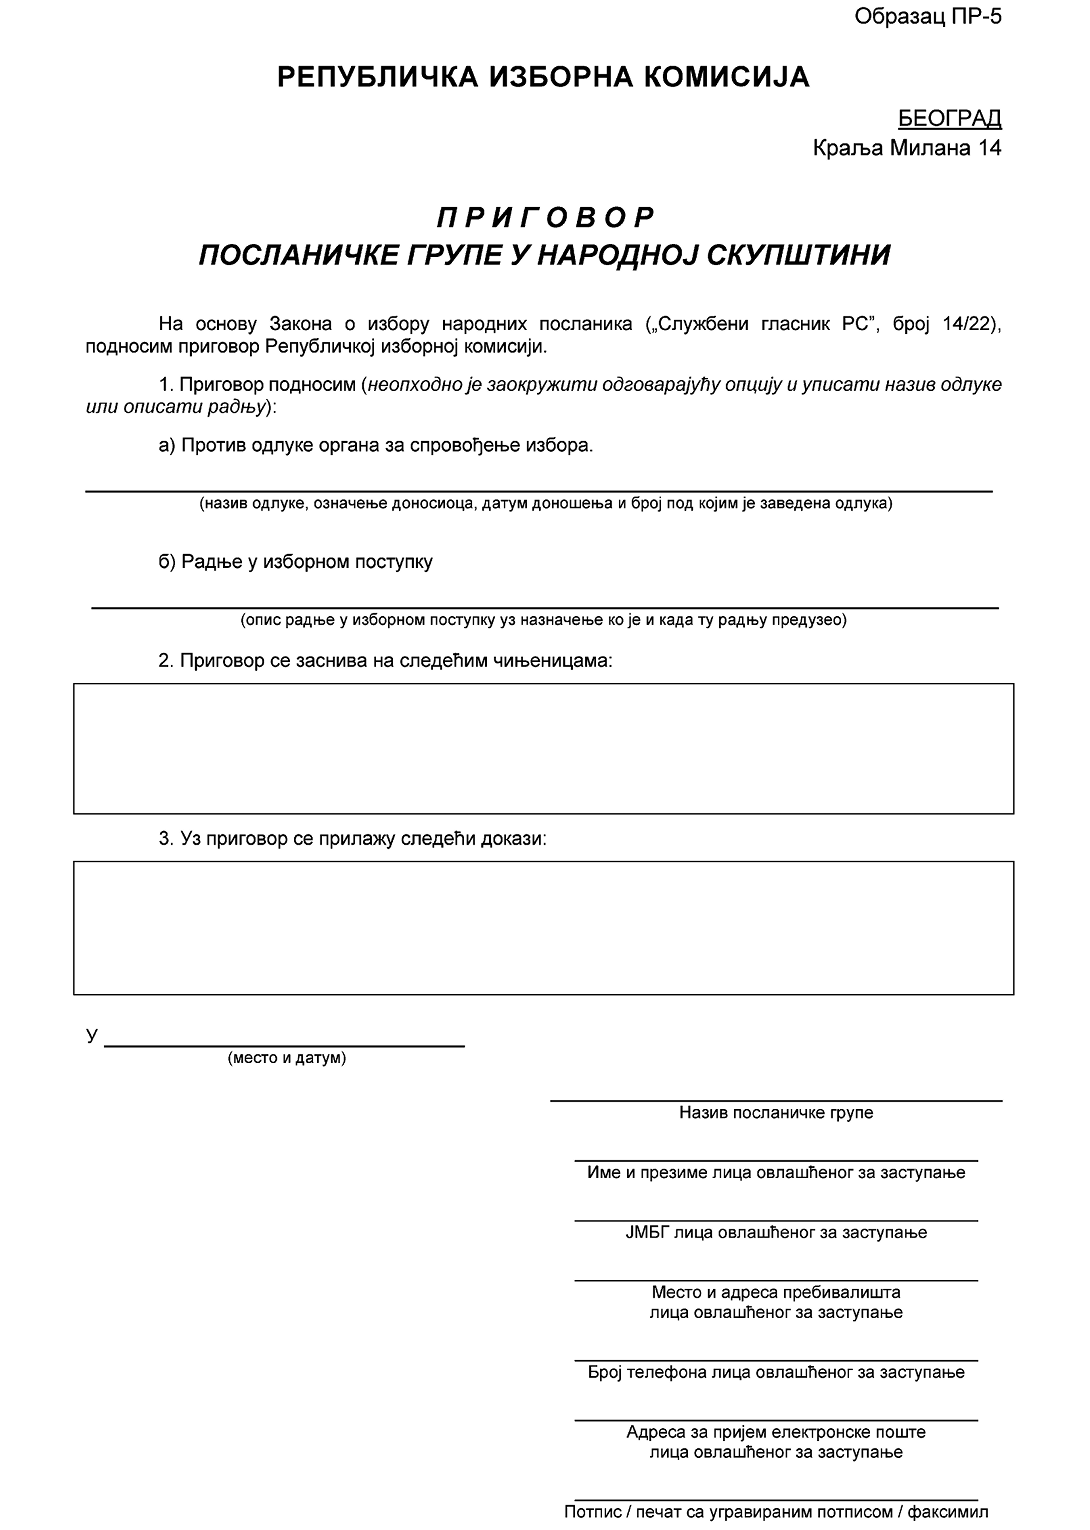 Образац ПР-5
РЕПУБЛИЧКА ИЗБОРНА КОМИСИЈА
БЕОГРАД
Краља Милана 14
П Р И Г О В О Р
ПОСЛАНИЧКЕ ГРУПЕ У НАРОДНОЈ СКУПШТИНИ
На основу Закона о избору народних посланика („Службени гласник РС”, број 14/22),
подносим приговор Републичкој изборној комисији.
1. Приговор подносим (неопходно је заокружити одговарајућу опцију и уписати назив одлуке
или описати радњу):
а) Против одлуке органа за спровођење избора.
(назив одлуке, означење доносиоца, датум доношења и број под којим је заведена одлука)
б) Радње у изборном поступку
(опис радње у изборном поступку уз назначење ко је и када ту радњу предузео)
2. Приговор се заснива на следећим чињеницама:
3. Уз приговор се прилажу следећи докази:
У
(место и датум)
Назив посланичке групе
Име и презиме лица овлашћеног за заступање
ЈМБГ лица овлашћеног за заступање
Место и адреса пребивалишта
лица овлашћеног за заступање
Број телефона лица овлашћеног за заступање
Адреса за пријем електронске поште
лица овлашћеног за заступање
Потпис / печат са угравираним потписом / факсимил